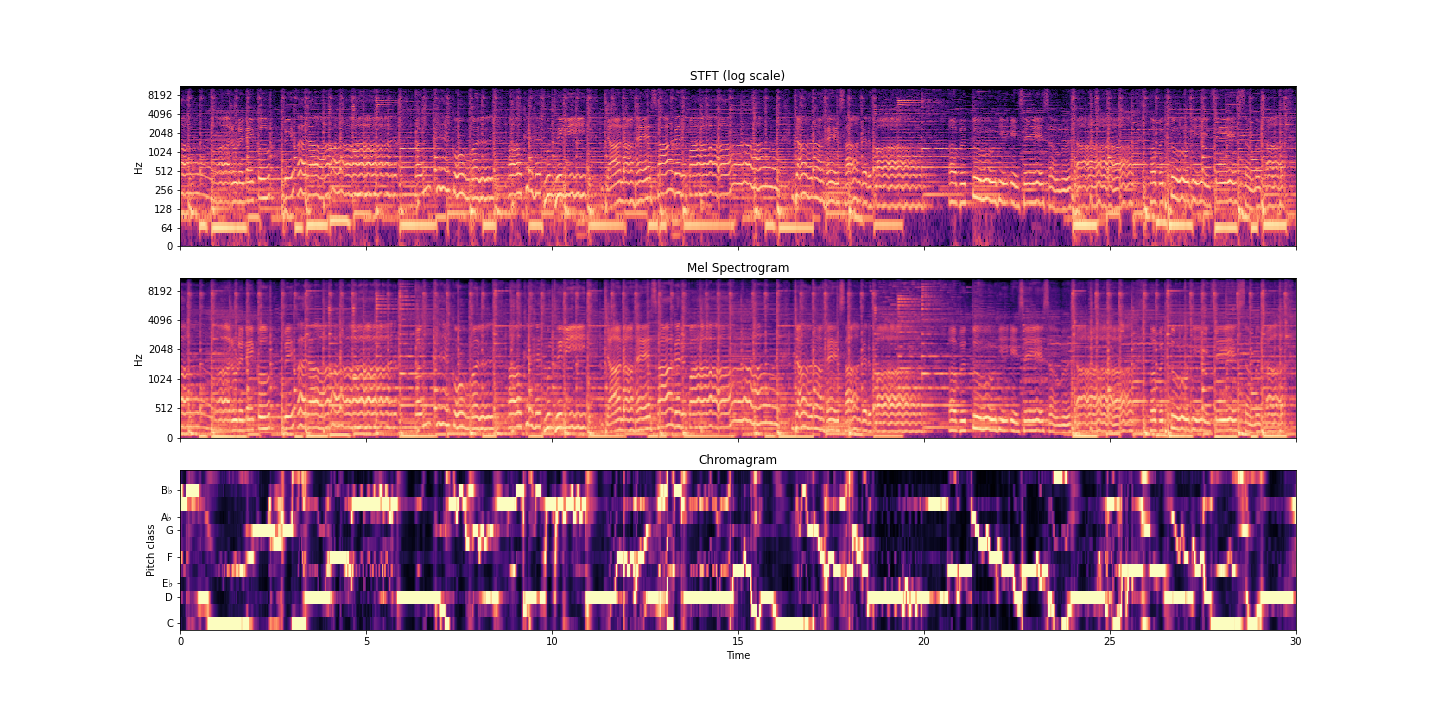 STFT (log scale)
8192
4096
2048
1024
512
256
128
64
0
Hz
Mel Spectrogram
8192
4096
2048
1024
512
0
Hz
Chromagram
B♭
A♭
G
F
E♭
D
C
Pitch class
0 5 10 15 20 25 30
Time